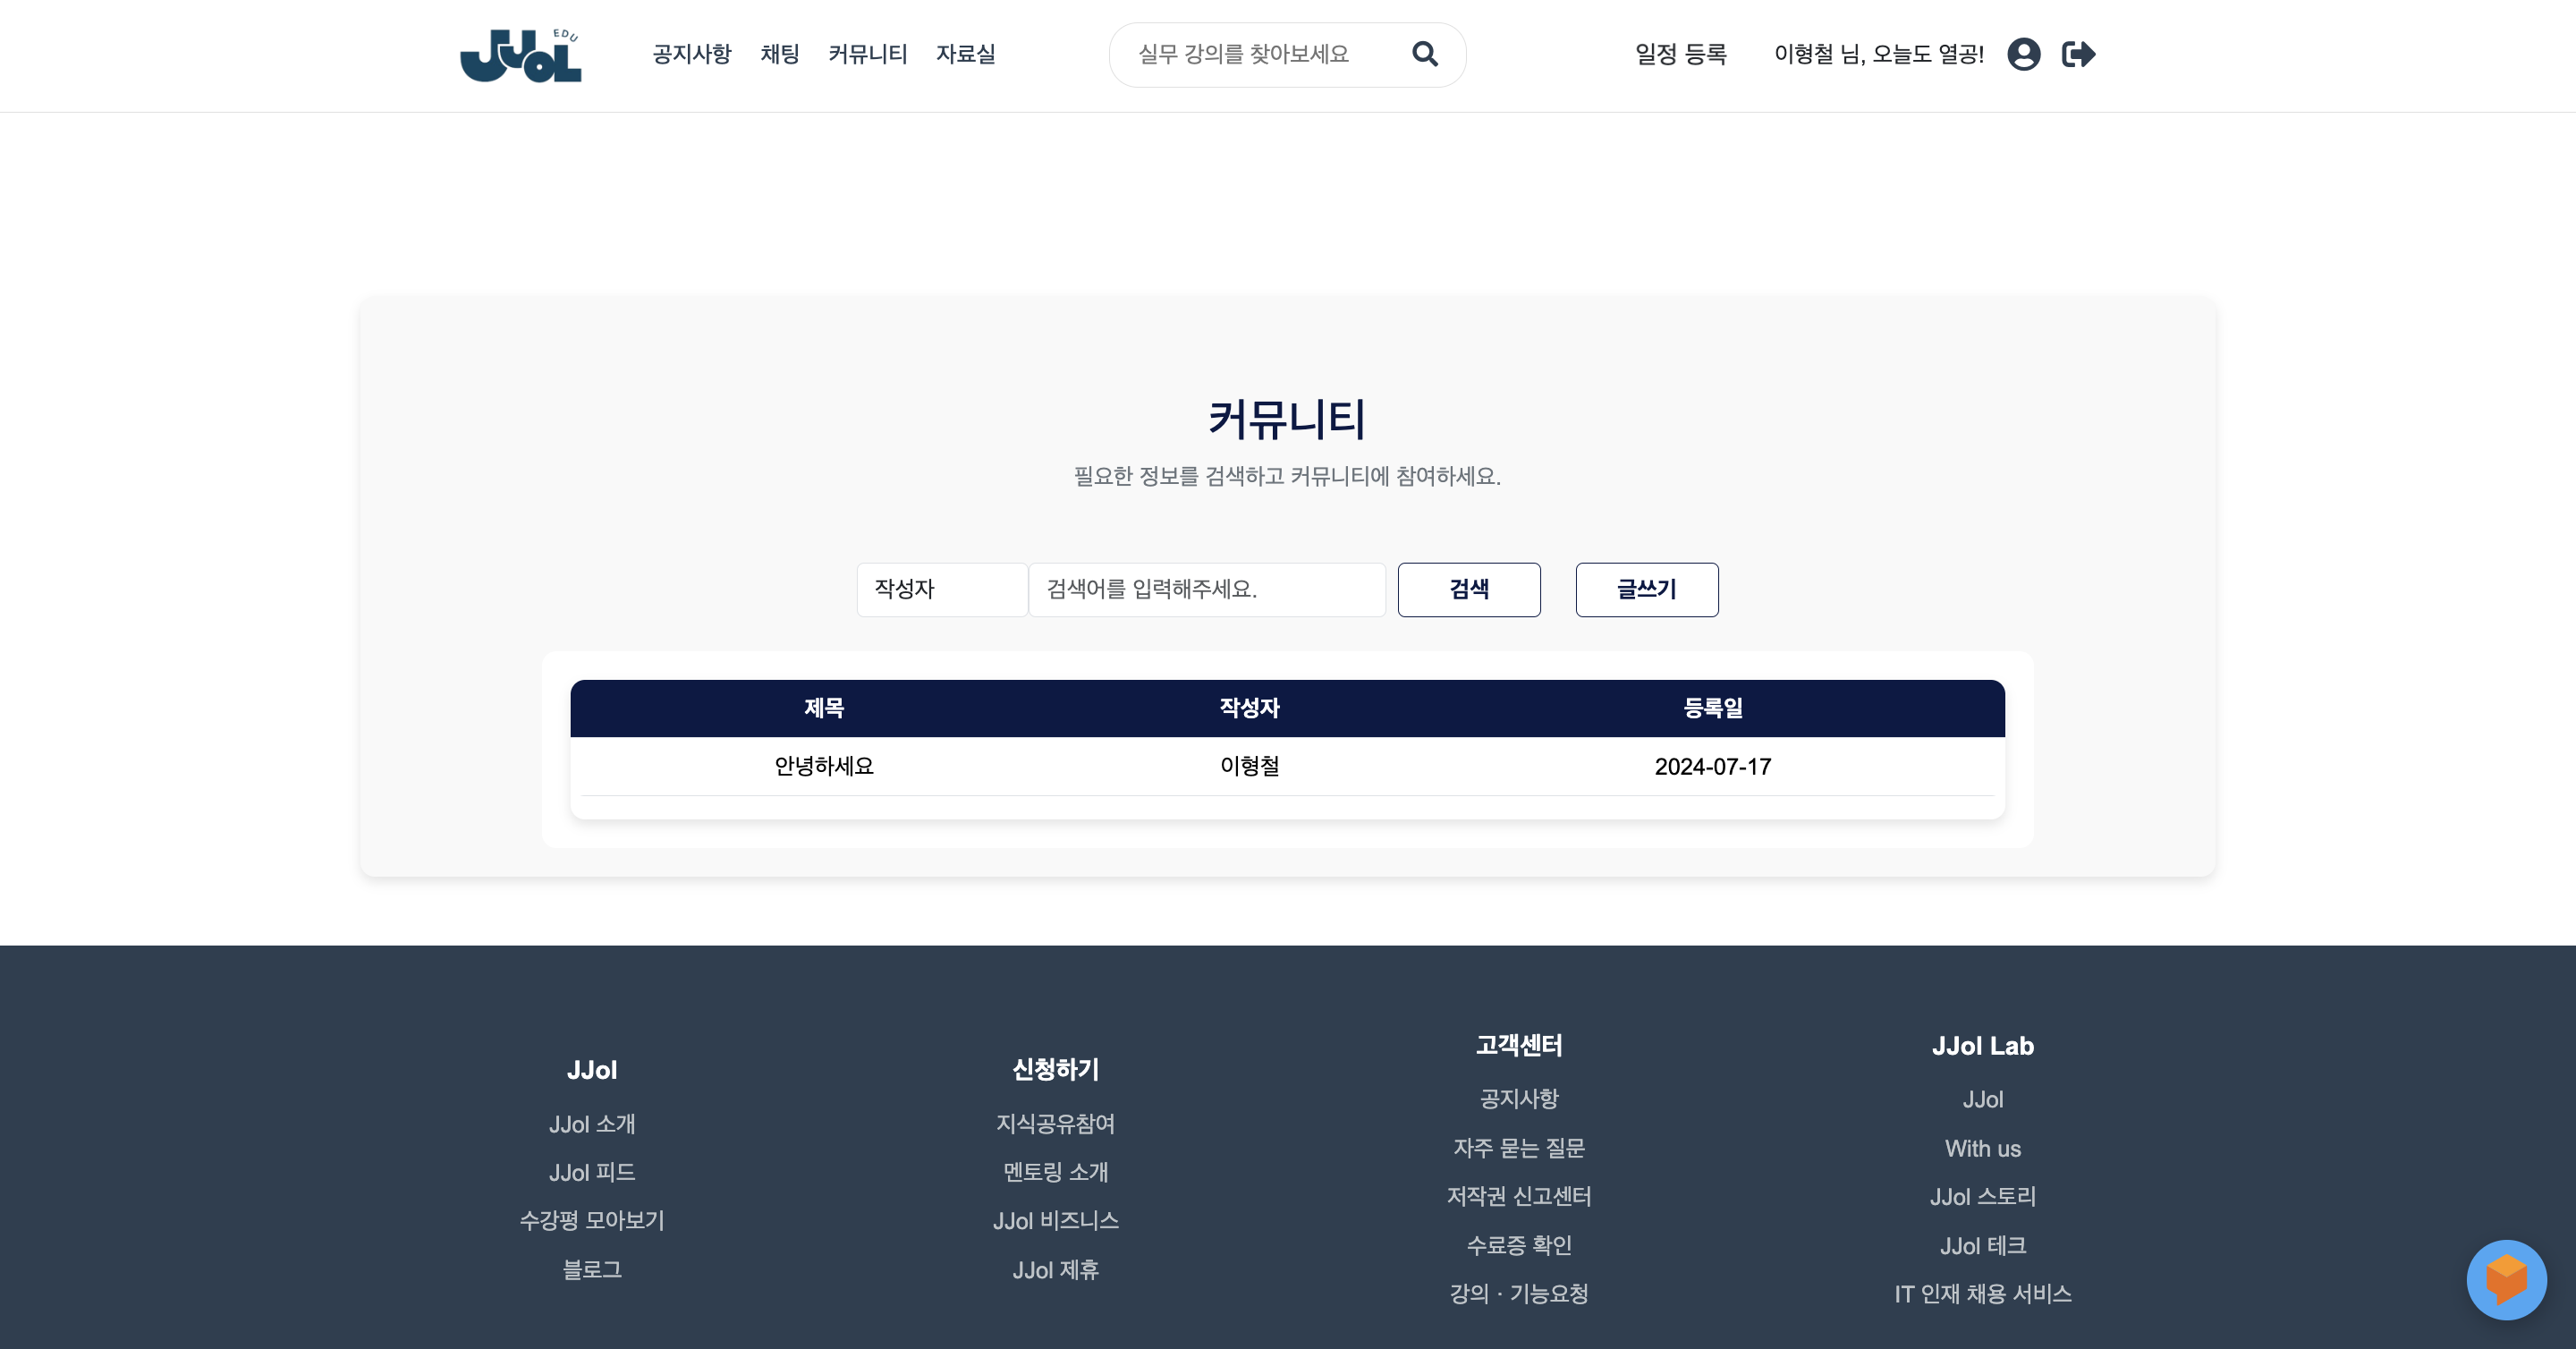 JJOL EDU
공지사항 채팅 커뮤니티 자료실
실무 강의를 찾아보세요
일정 등록
이형철 님, 오늘도 열공!
커뮤니티
필요한 정보를 검색하고 커뮤니티에 참여하세요.
작성자 검색어를 입력해주세요. 검색 글쓰기
제목 작성자 등록일
안녕하세요 이형철 2024-07-17
JJol
JJol 소개
JJol 피드
수강평 모아보기
블로그
신청하기
지식공유참여
멘토링 소개
JJol 비즈니스
JJol 제휴
고객센터
공지사항
자주 묻는 질문
저작권 신고센터
수료증 확인
강의 · 기능요청
JJol Lab
JJol
With us
JJol 스토리
JJol 테크
IT 인재 채용 서비스